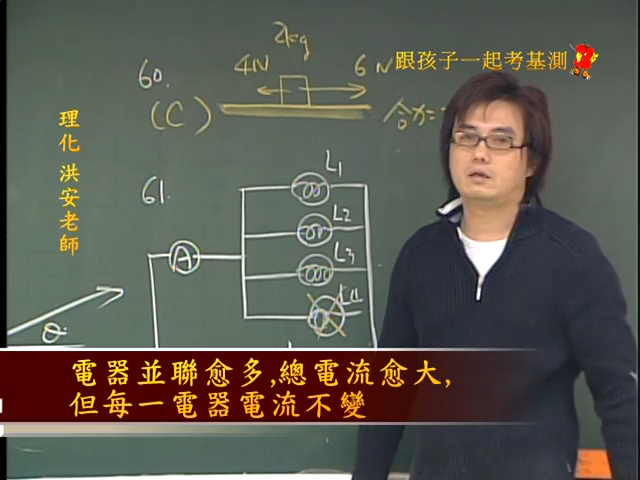 跟孩子一起考基測
理化 洪安老師
60.
2kg
4N
6N
(C)
合力=
61.
L1
L2
L3
L4
A
θ
電器並聯愈多,總電流愈大,
但每一電器電流不變